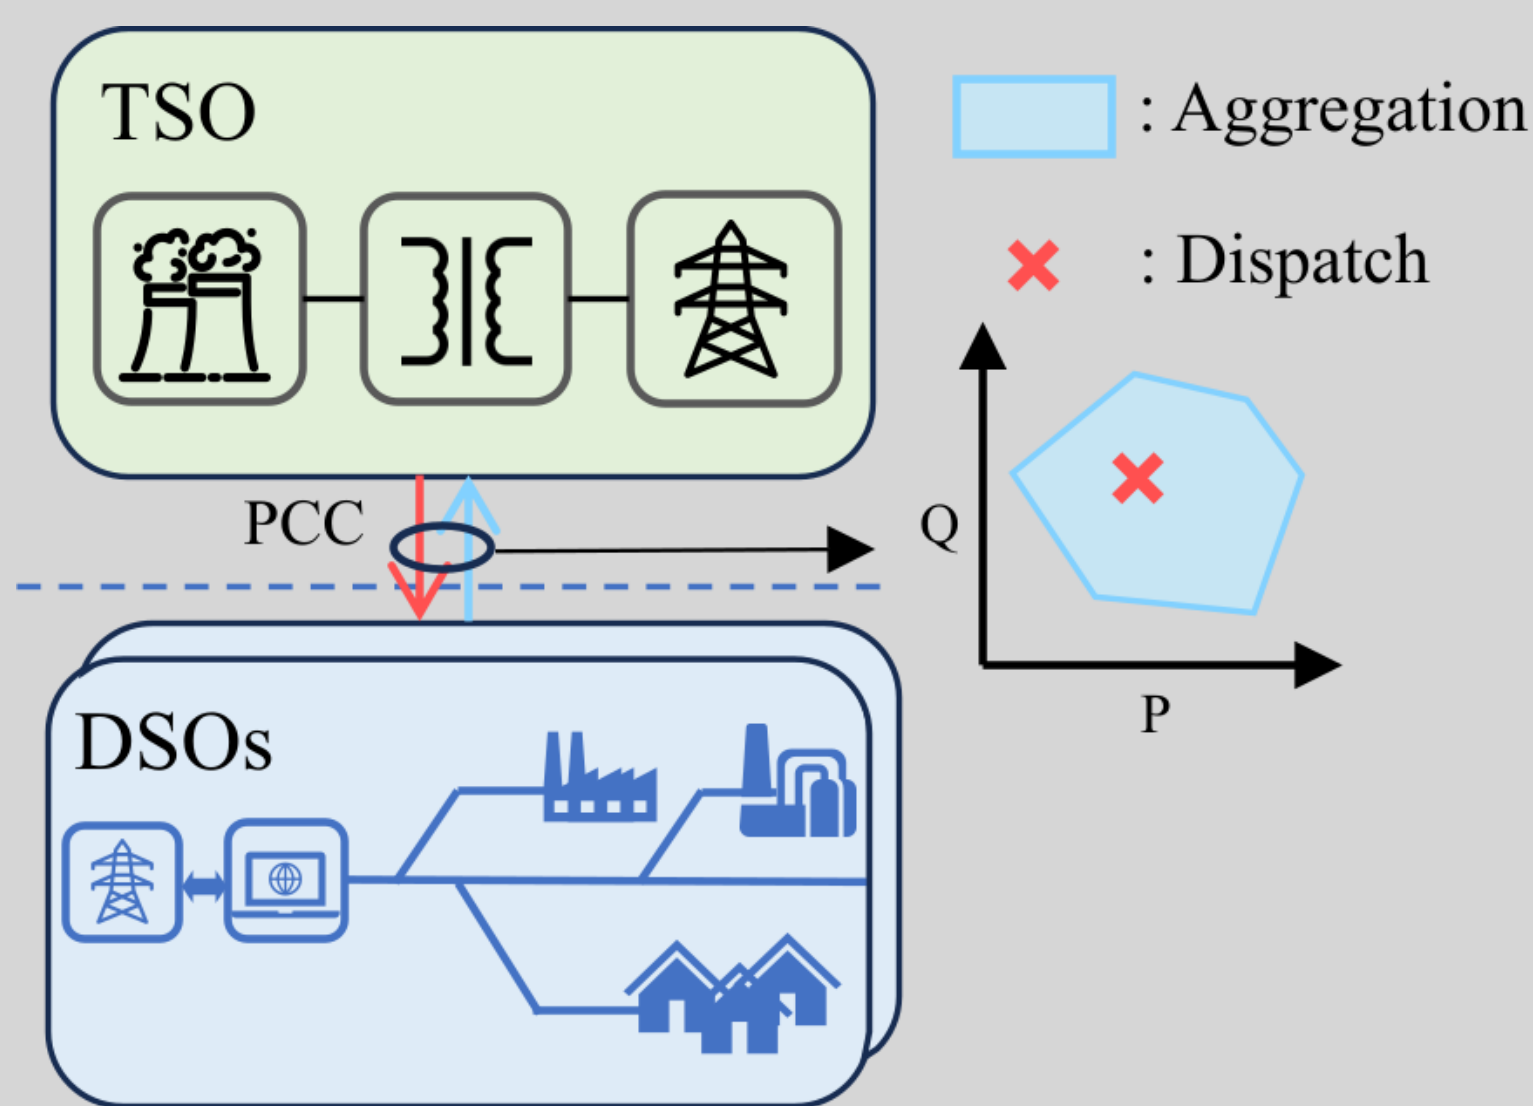 TSO
: Aggregation
: Dispatch
PCC
Q
P
DSOs